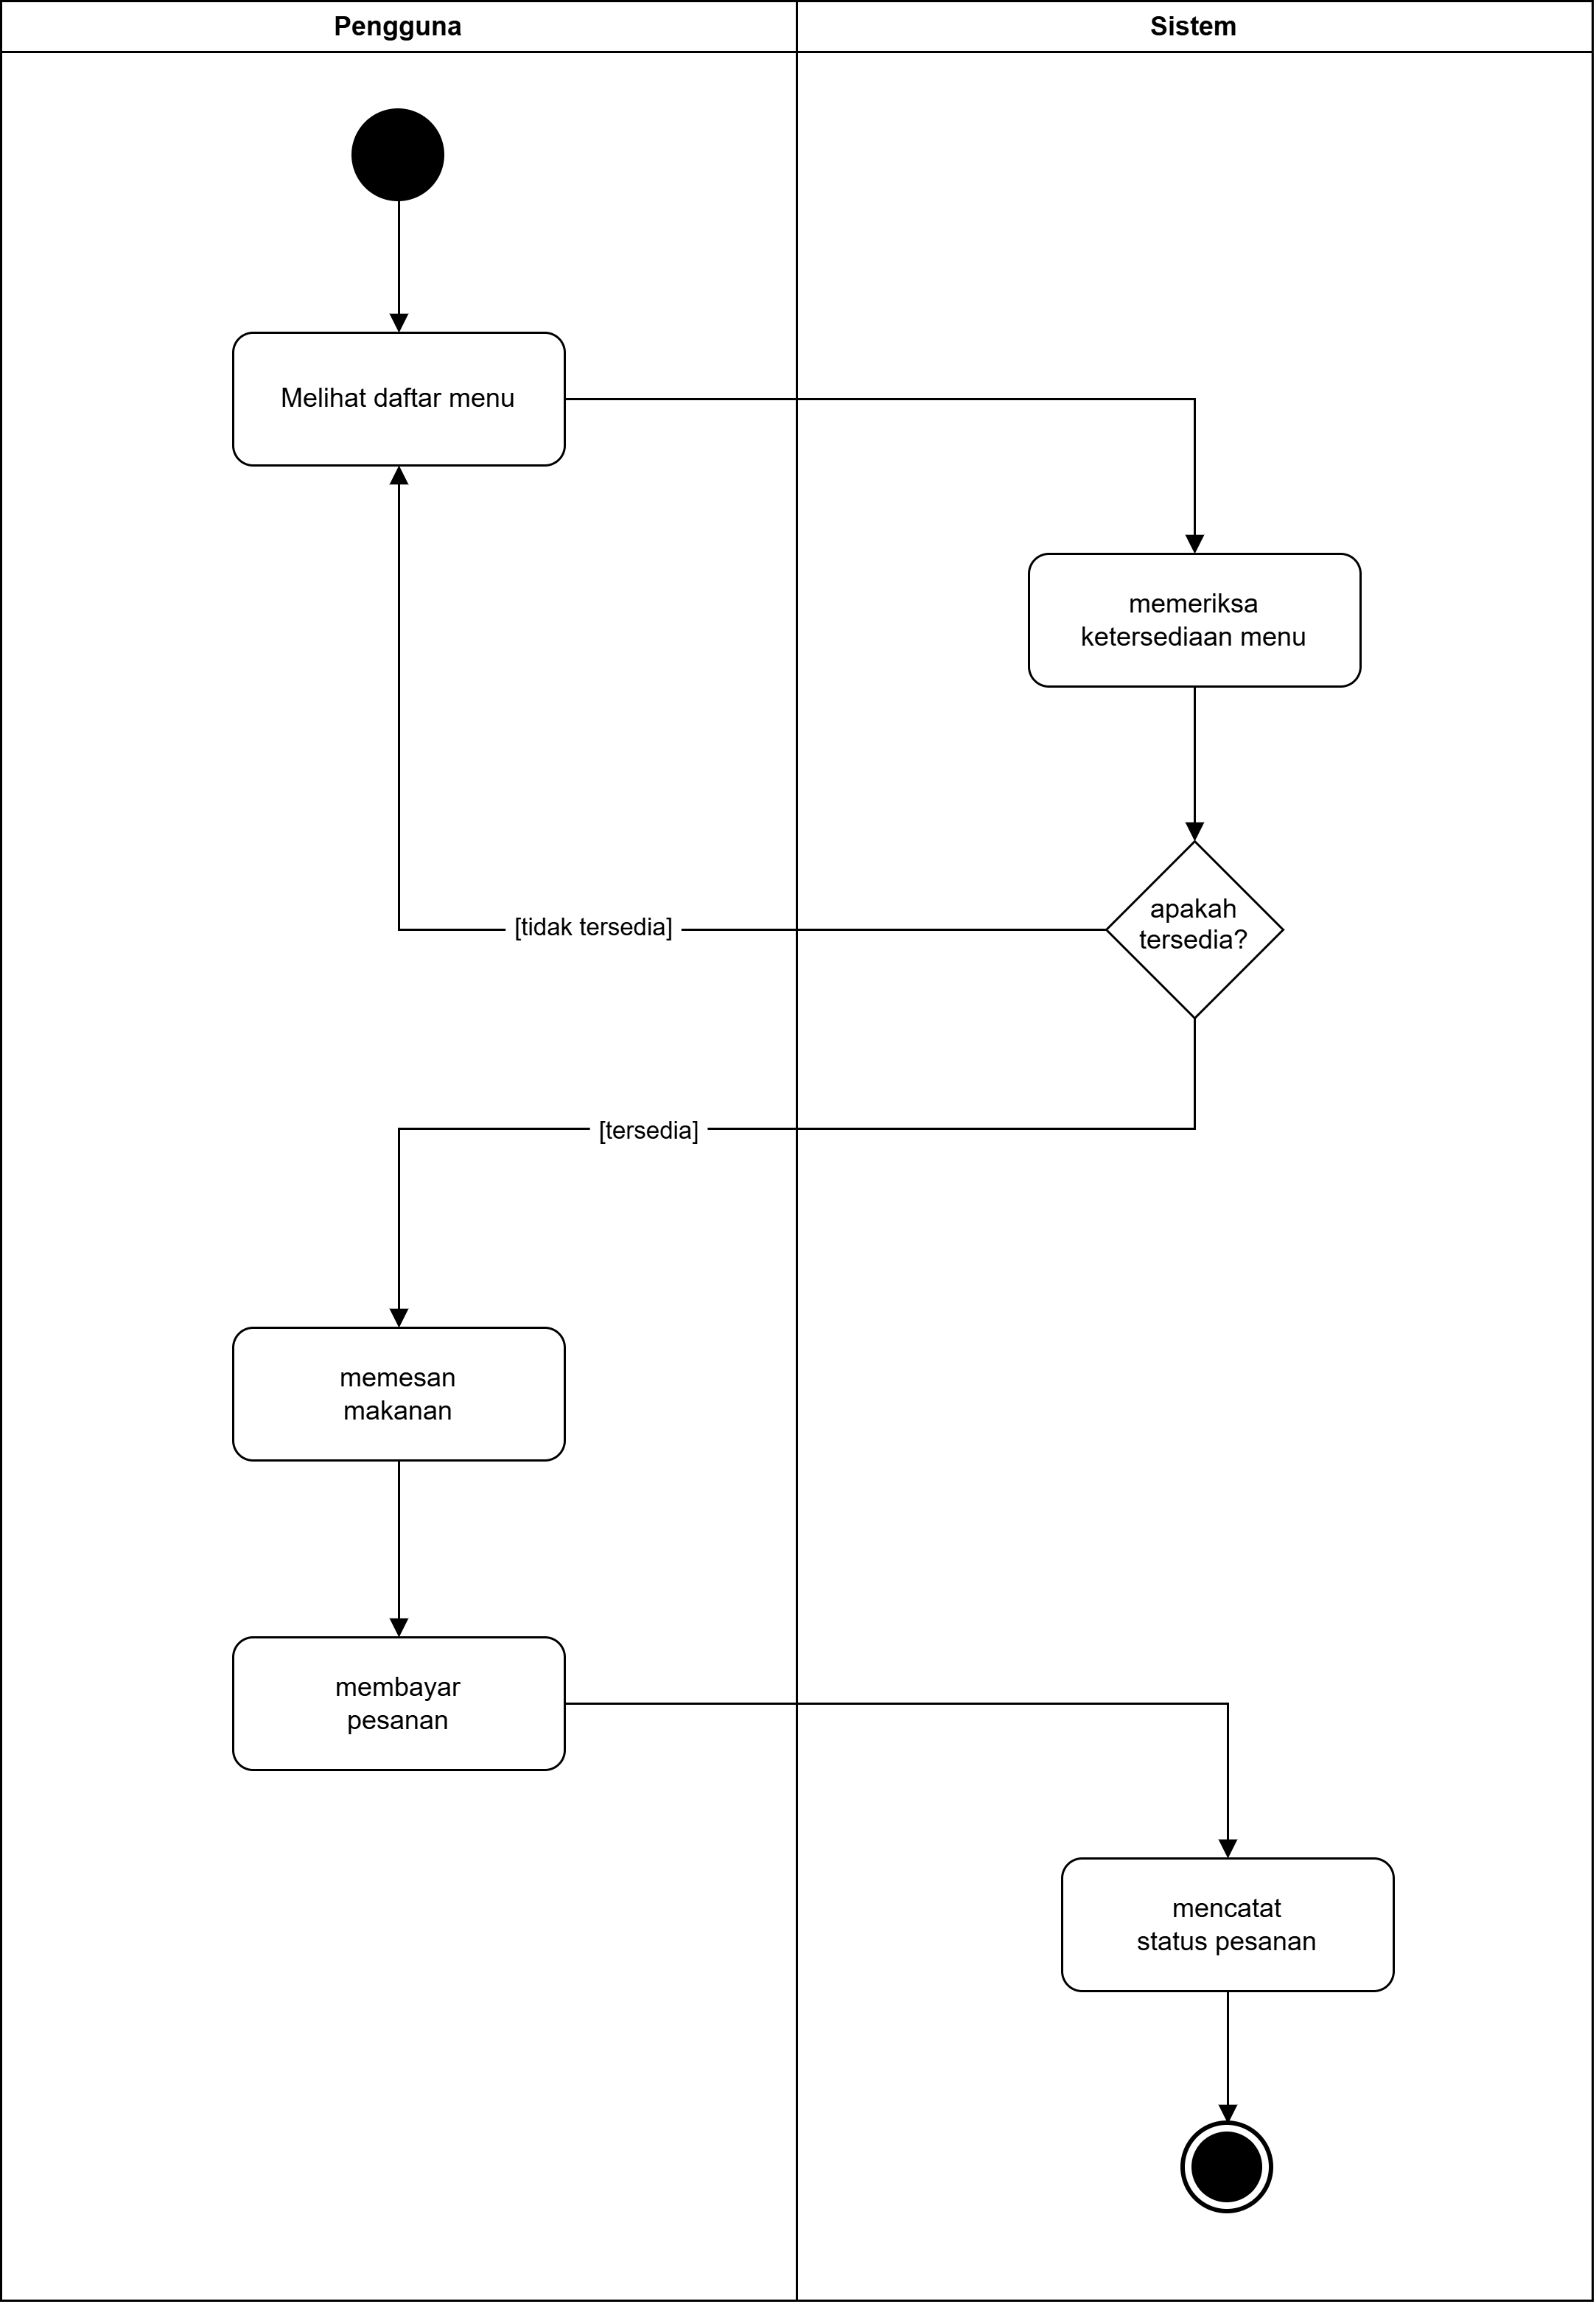 Pengguna
Sistem
Melihat daftar menu
memeriksa
ketersediaan menu
apakah
tersedia?
[tidak tersedia]
[tersedia]
memesan
makanan
membayar
pesanan
mencatat
status pesanan